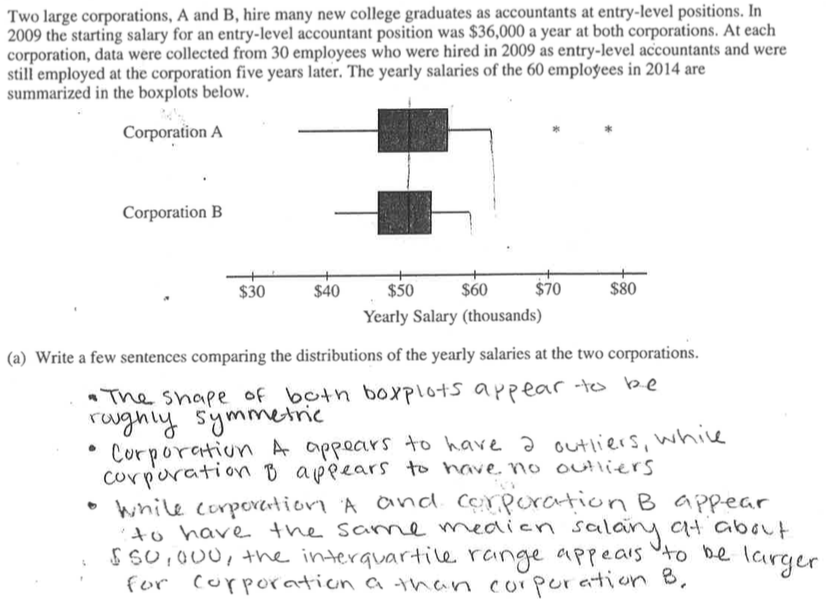 Two large corporations, A and B, hire many new college graduates as accountants at entry-level positions. In
2009 the starting salary for an entry-level accountant position was $36,000 a year at both corporations. At each
corporation, data were collected from 30 employees who were hired in 2009 as entry-level accountants and were
still employed at the corporation five years later. The yearly salaries of the 60 employees in 2014 are
summarized in the boxplots below.
Corporation A
* *
Corporation B
$30 $40 $50 $60 $70 $80
Yearly Salary (thousands)
(a) Write a few sentences comparing the distributions of the yearly salaries at the two corporations.
• The shape of both boxplots appear to be
roughly symmetric
• Corporation A appears to have 2 outliers, while
corporation B appears to have no outliers
• While corporation A and corporation B appear
to have the same median salary at about
$50,000, the interquartile range appears to be larger
for corporation a than corporation B.